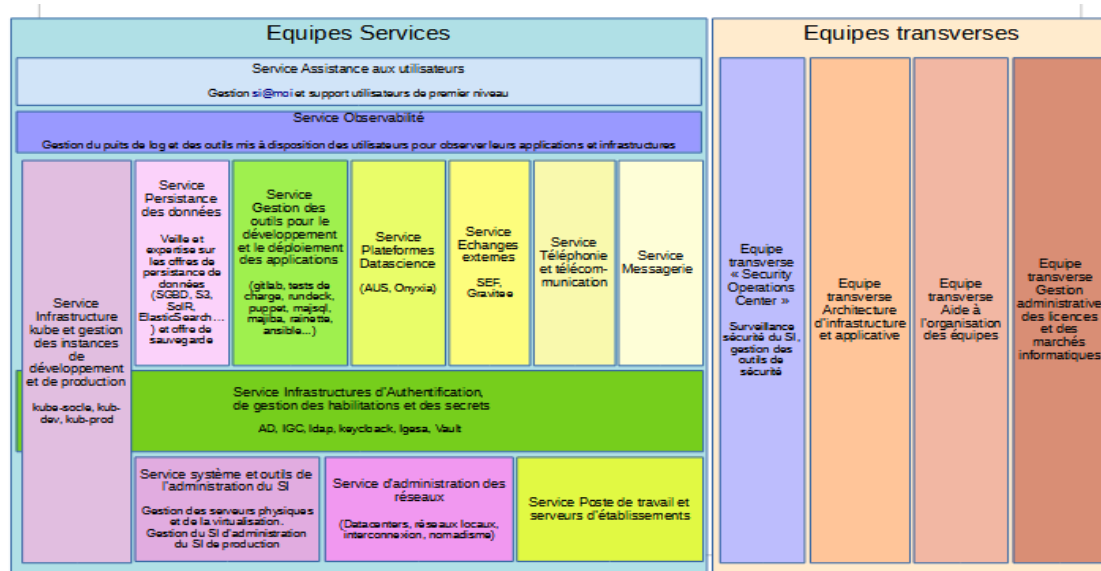 Equipes Services
Service Assistance aux utilisateurs
Gestion si@moi et support utilisateurs de premier niveau
Service Observabilité
Gestion du puits de log et des outils mis à disposition des utilisateurs pour observer leurs applications et infrastructures
Service
Infrastructure
kube et gestion
des instances
de
développement
et de production
kube-socle, kub-
dev, kub-prod
Service
Persistance
des données
Veille et
expertise sur
les offres de
persistance de
données
(SGBD, S3,
SolR,
ElasticSearch…
) et offre de
sauvegarde
Service
Gestion des
outils pour le
développement
et le déploiement
des applications
(gitlab, tests de
charge, rundeck,
puppet, majsql,
majiba, rainette,
ansible...)
Service
Plateformes
Datascience
(AUS, Onyxia)
Service
Echanges
externes
SEF,
Gravitee
Service
Téléphonie
et télécom-
munication
Service
Messagerie
Service Infrastructures d'Authentification,
de gestion des habilitations et des secrets
AD, IGC, ldap, keycloack, Igesa, Vault
Service système et outils de
l'administration du SI
Gestion des serveurs physiques
et de la virtualisation.
Gestion du SI d'administration
du SI de production
Service d'administration des
réseaux
(Datacenters, réseaux locaux,
interconnexion, nomadisme)
Service Poste de travail et
serveurs d'établissements
Equipes transverses
Equipe
transverse
« Security
Operations
Center »
Surveillance
sécurité du SI,
gestion des
outils de
sécurité
Equipe
transverse
Architecture
d'infrastructure
et applicative
Equipe
transverse
Aide à
l'organisation
des équipes
Equipe
transverse
Gestion
administrative
des licences
et des
marchés
informatiques